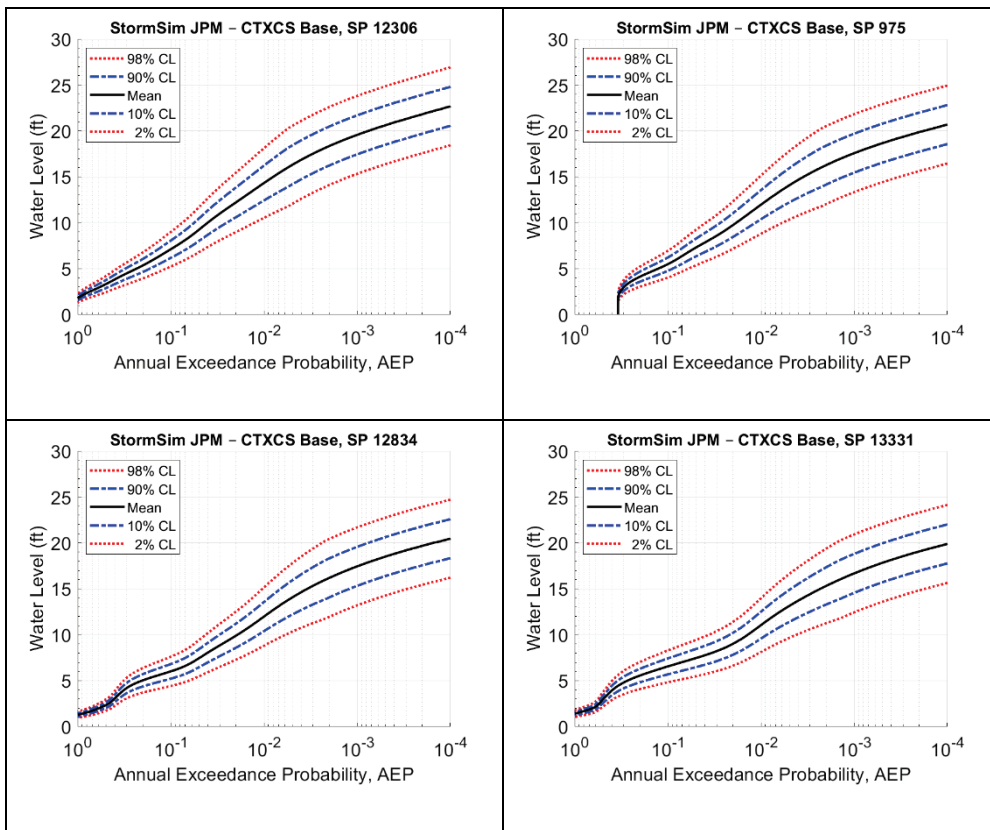 StormSim JPM – CTXCS Base, SP 12306
98% CL
90% CL
Mean
10% CL
2% CL
Water Level (ft)
30
25
20
15
10
5
0
10^0 10^-1 10^-2 10^-3 10^-4
Annual Exceedance Probability, AEP
StormSim JPM – CTXCS Base, SP 975
98% CL
90% CL
Mean
10% CL
2% CL
Water Level (ft)
30
25
20
15
10
5
0
10^0 10^-1 10^-2 10^-3 10^-4
Annual Exceedance Probability, AEP
StormSim JPM – CTXCS Base, SP 12834
98% CL
90% CL
Mean
10% CL
2% CL
Water Level (ft)
30
25
20
15
10
5
0
10^0 10^-1 10^-2 10^-3 10^-4
Annual Exceedance Probability, AEP
StormSim JPM – CTXCS Base, SP 13331
98% CL
90% CL
Mean
10% CL
2% CL
Water Level (ft)
30
25
20
15
10
5
0
10^0 10^-1 10^-2 10^-3 10^-4
Annual Exceedance Probability, AEP